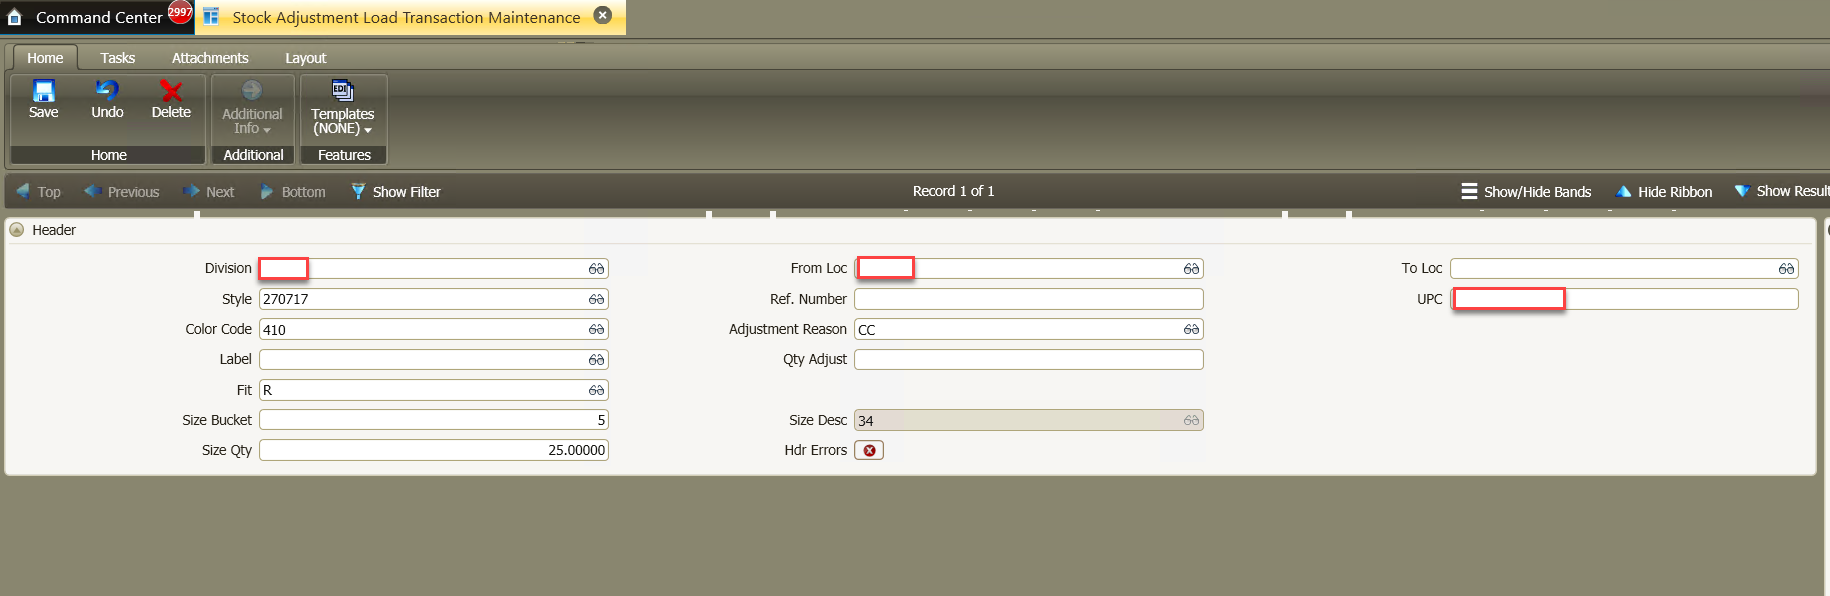 Command Center 2997 Stock Adjustment Load Transaction Maintenance
Home Tasks Attachments Layout
Save Undo Delete Additional Info Templates (NONE)
Home Additional Features
Top Previous Next Bottom Show Filter Record 1 of 1 Show/Hide Bands Hide Ribbon Show Result
Header
Division From Loc To Loc
Style 270717 Ref. Number UPC
Color Code 410 Adjustment Reason CC
Label Qty Adjust
Fit R
Size Bucket 5 Size Desc 34
Size Qty 25.00000 Hdr Errors